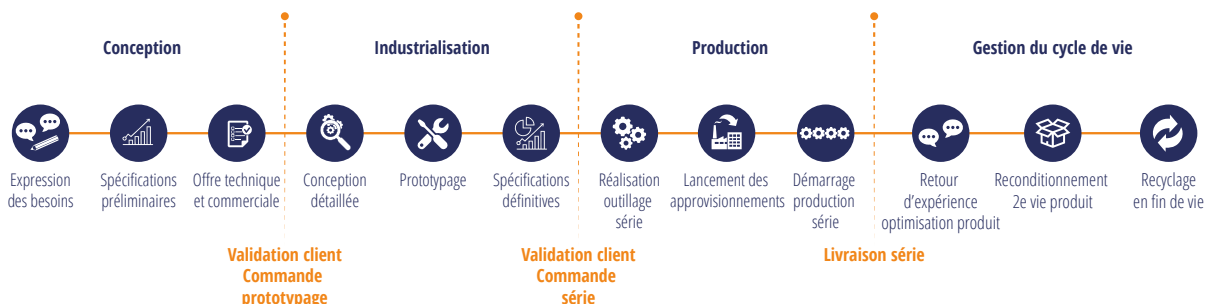 Conception
Industrialisation
Production
Gestion du cycle de vie
Expression
des besoins
Spécifications
préliminaires
Offre technique
et commerciale
Conception
détaillée
Prototypage
Spécifications
définitives
Réalisation
outillage
série
Lancement des
approvisionnements
Démarrage
production
série
Retour
d'expérience
optimisation produit
Reconditionnement
2e vie produit
Recyclage
en fin de vie
Validation client
Commande
prototypage
Validation client
Commande
série
Livraison série